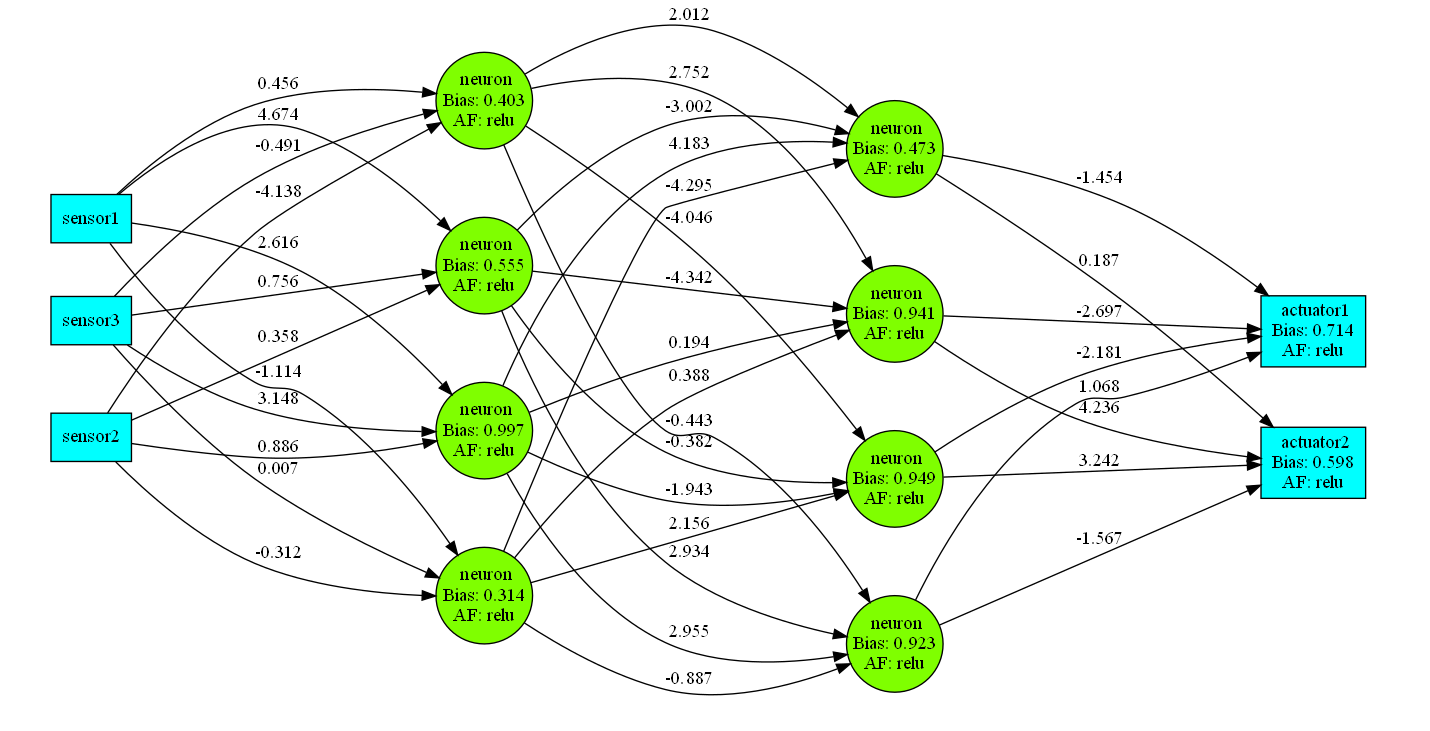 sensor1
sensor3
sensor2
0.456
4.674
-0.491
-4.138
2.616
0.756
0.358
-1.114
3.148
0.886
0.007
-0.312
neuron
Bias: 0.403
AF: relu
neuron
Bias: 0.555
AF: relu
neuron
Bias: 0.997
AF: relu
neuron
Bias: 0.314
AF: relu
2.012
2.752
-3.002
4.183
-4.295
-4.046
-4.342
0.194
0.388
-0.443
-0.382
-1.943
2.156
2.934
2.955
-0.887
neuron
Bias: 0.473
AF: relu
neuron
Bias: 0.941
AF: relu
neuron
Bias: 0.949
AF: relu
neuron
Bias: 0.923
AF: relu
-1.454
0.187
-2.697
-2.181
1.068
4.236
3.242
-1.567
actuator1
Bias: 0.714
AF: relu
actuator2
Bias: 0.598
AF: relu